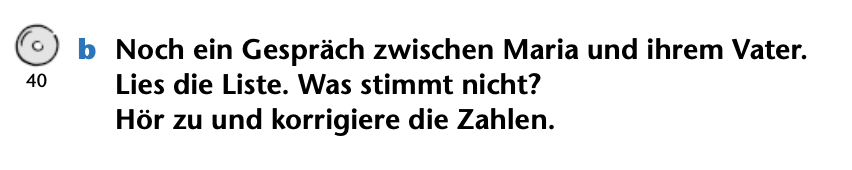 b Noch ein Gespräch zwischen Maria und ihrem Vater.
40 Lies die Liste. Was stimmt nicht?
Hör zu und korrigiere die Zahlen.